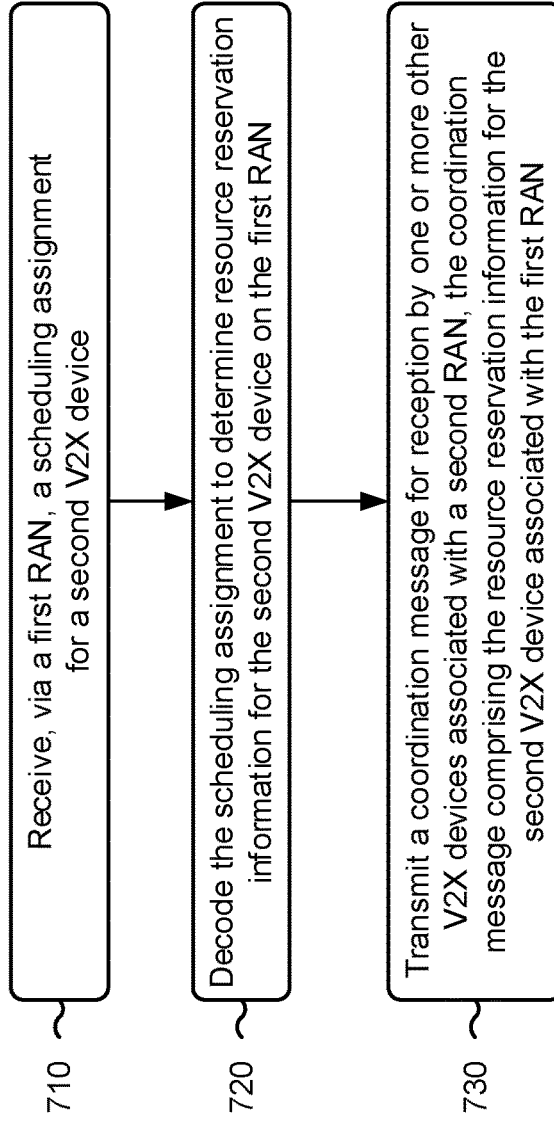 710
Receive, via a first RAN, a scheduling assignment
for a second V2X device
720
Decode the scheduling assignment to determine resource reservation
information for the second V2X device on the first RAN
730
Transmit a coordination message for reception by one or more other
V2X devices associated with a second RAN, the coordination
message comprising the resource reservation information for the
second V2X device associated with the first RAN